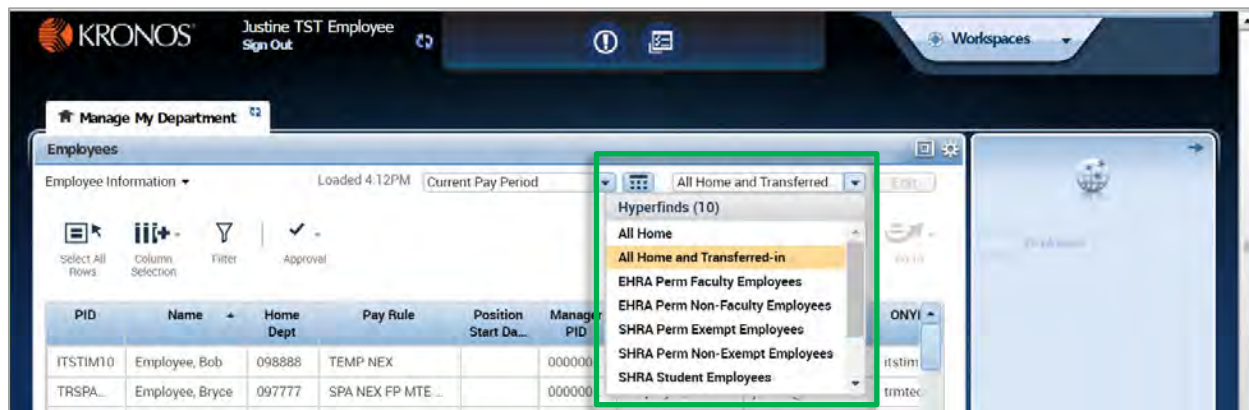 KRONOS
Justine TST Employee
Sign Out
Workspaces
Manage My Department
Employees
Employee Information
Loaded 4:12PM
Current Pay Period
All Home and Transferred
Edit
Select All Rows
Column Selection
Filter
Approval
Hyperfinds (10)
All Home
All Home and Transferred-in
EHRA Perm Faculty Employees
EHRA Perm Non-Faculty Employees
SHRA Perm Exempt Employees
SHRA Perm Non-Exempt Employees
SHRA Student Employees
PID Name Home Dept Pay Rule Position Start Da... Manager PID ONYI
ITSTIM10 Employee, Bob 098888 TEMP NEX 000000 itstim
TRSPA... Employee, Bryce 097777 SPA NEX FP MTE ... 000000 trmtec